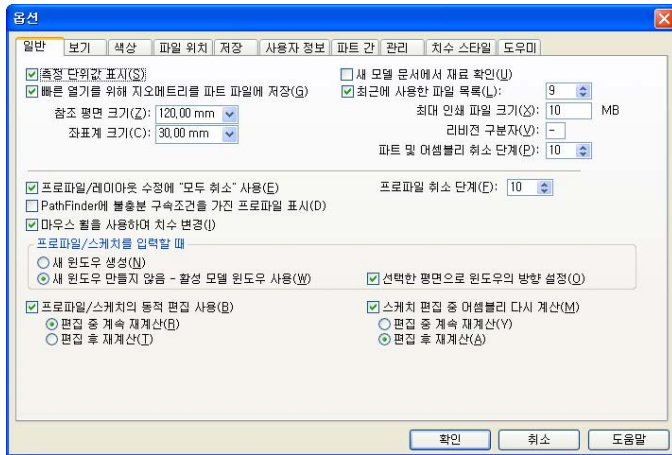 옵션
일반 보기 색상 파일 위치 저장 사용자 정보 파트 간 관리 치수 스타일 도우미
측정 단위값 표시(S)
새 모델 문서에서 재료 확인(U)
빠른 열기를 위해 지오메트리를 파트 파일에 저장(G)
최근에 사용한 파일 목록(L): 9
참조 평면 크기(Z): 120,00 mm
최대 인쇄 파일 크기(X): 10 MB
좌표계 크기(C): 30,00 mm
리비전 구분자(V): -
파트 및 어셈블리 취소 단계(P): 10
프로파일/레이아웃 수정에 "모두 취소" 사용(E)
프로파일 취소 단계(F): 10
PathFinder에 불충분 구속조건을 가진 프로파일 표시(D)
마우스 휠을 사용하여 치수 변경(I)
프로파일/스케치를 입력할 때
새 윈도우 생성(N)
새 윈도우 만들지 않음 - 활성 모델 윈도우 사용(W)
선택한 평면으로 윈도우의 방향 설정(O)
프로파일/스케치의 동적 편집 사용(B)
스케치 편집 중 어셈블리 다시 계산(M)
편집 중 계속 재계산(R)
편집 중 계속 재계산(Y)
편집 후 재계산(T)
편집 후 재계산(A)
확인 취소 도움말